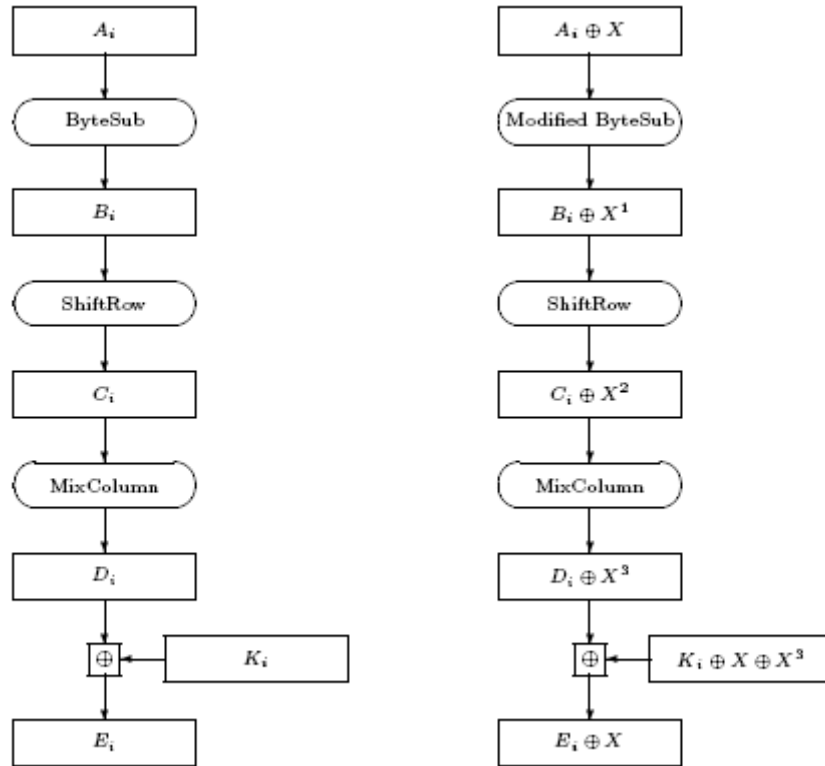 A_i
ByteSub
B_i
ShiftRow
C_i
MixColumn
D_i
⊕
K_i
E_i
A_i ⊕ X
Modified ByteSub
B_i ⊕ X^1
ShiftRow
C_i ⊕ X^2
MixColumn
D_i ⊕ X^3
⊕
K_i ⊕ X ⊕ X^3
E_i ⊕ X